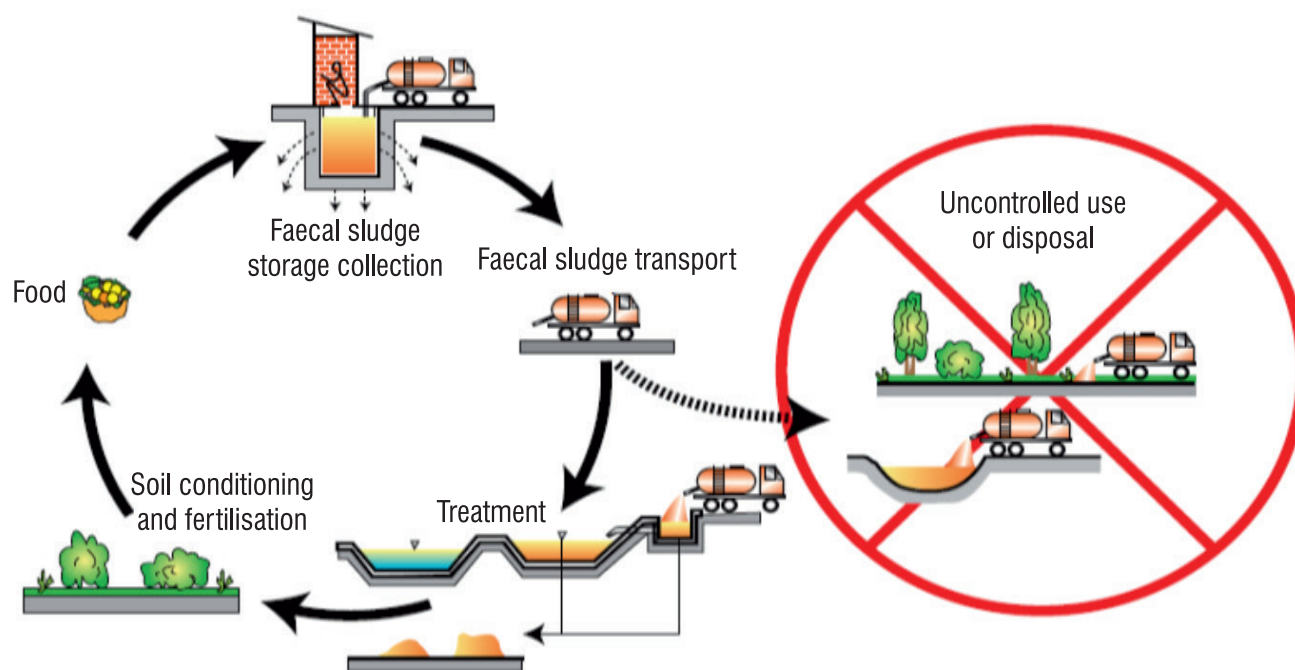 Faecal sludge
storage collection
Faecal sludge transport
Uncontrolled use
or disposal
Food
Soil conditioning
and fertilisation
Treatment